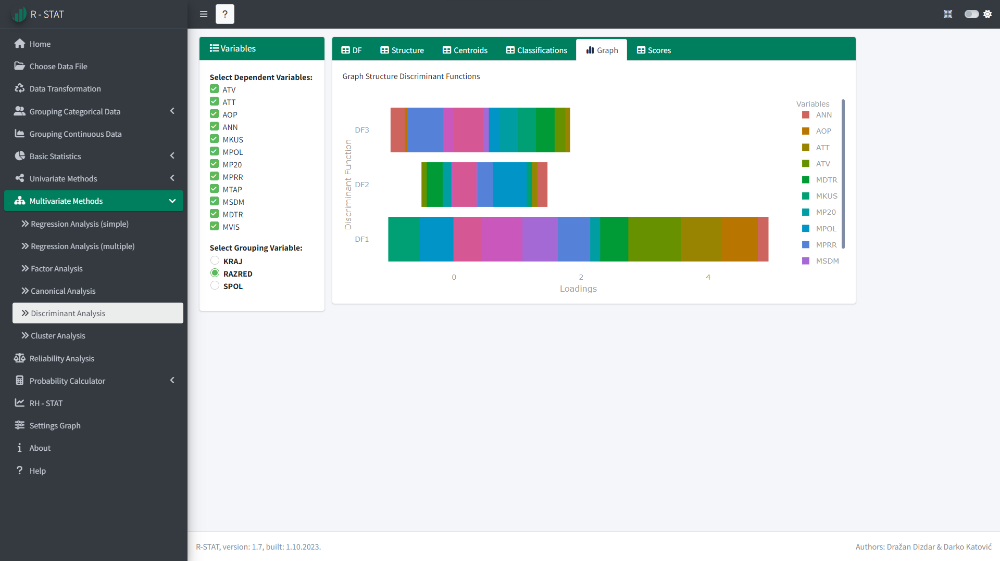 R - STAT
?
Home
Choose Data File
Data Transformation
Grouping Categorical Data
Grouping Continuous Data
Basic Statistics
Univariate Methods
Multivariate Methods
Regression Analysis (simple)
Regression Analysis (multiple)
Factor Analysis
Canonical Analysis
Discriminant Analysis
Cluster Analysis
Reliability Analysis
Probability Calculator
RH - STAT
Settings Graph
About
Help
Variables
Select Dependent Variables:
ATV
ATT
AOP
ANN
MKUS
MPOL
MP20
MPRR
MTAP
MSDM
MDTR
MVIS
Select Grouping Variable:
KRAJ
RAZRED
SPOL
DF Structure Centroids Classifications Graph Scores
Graph Structure Discriminant Functions
Discriminant Function
DF3
DF2
DF1
0 2 4
Loadings
Variables
ANN
AOP
ATT
ATV
MDTR
MKUS
MP20
MPOL
MPRR
MSDM
R-STAT, version: 1.7, built: 1.10.2023.
Authors: Dražan Dizdar & Darko Katović